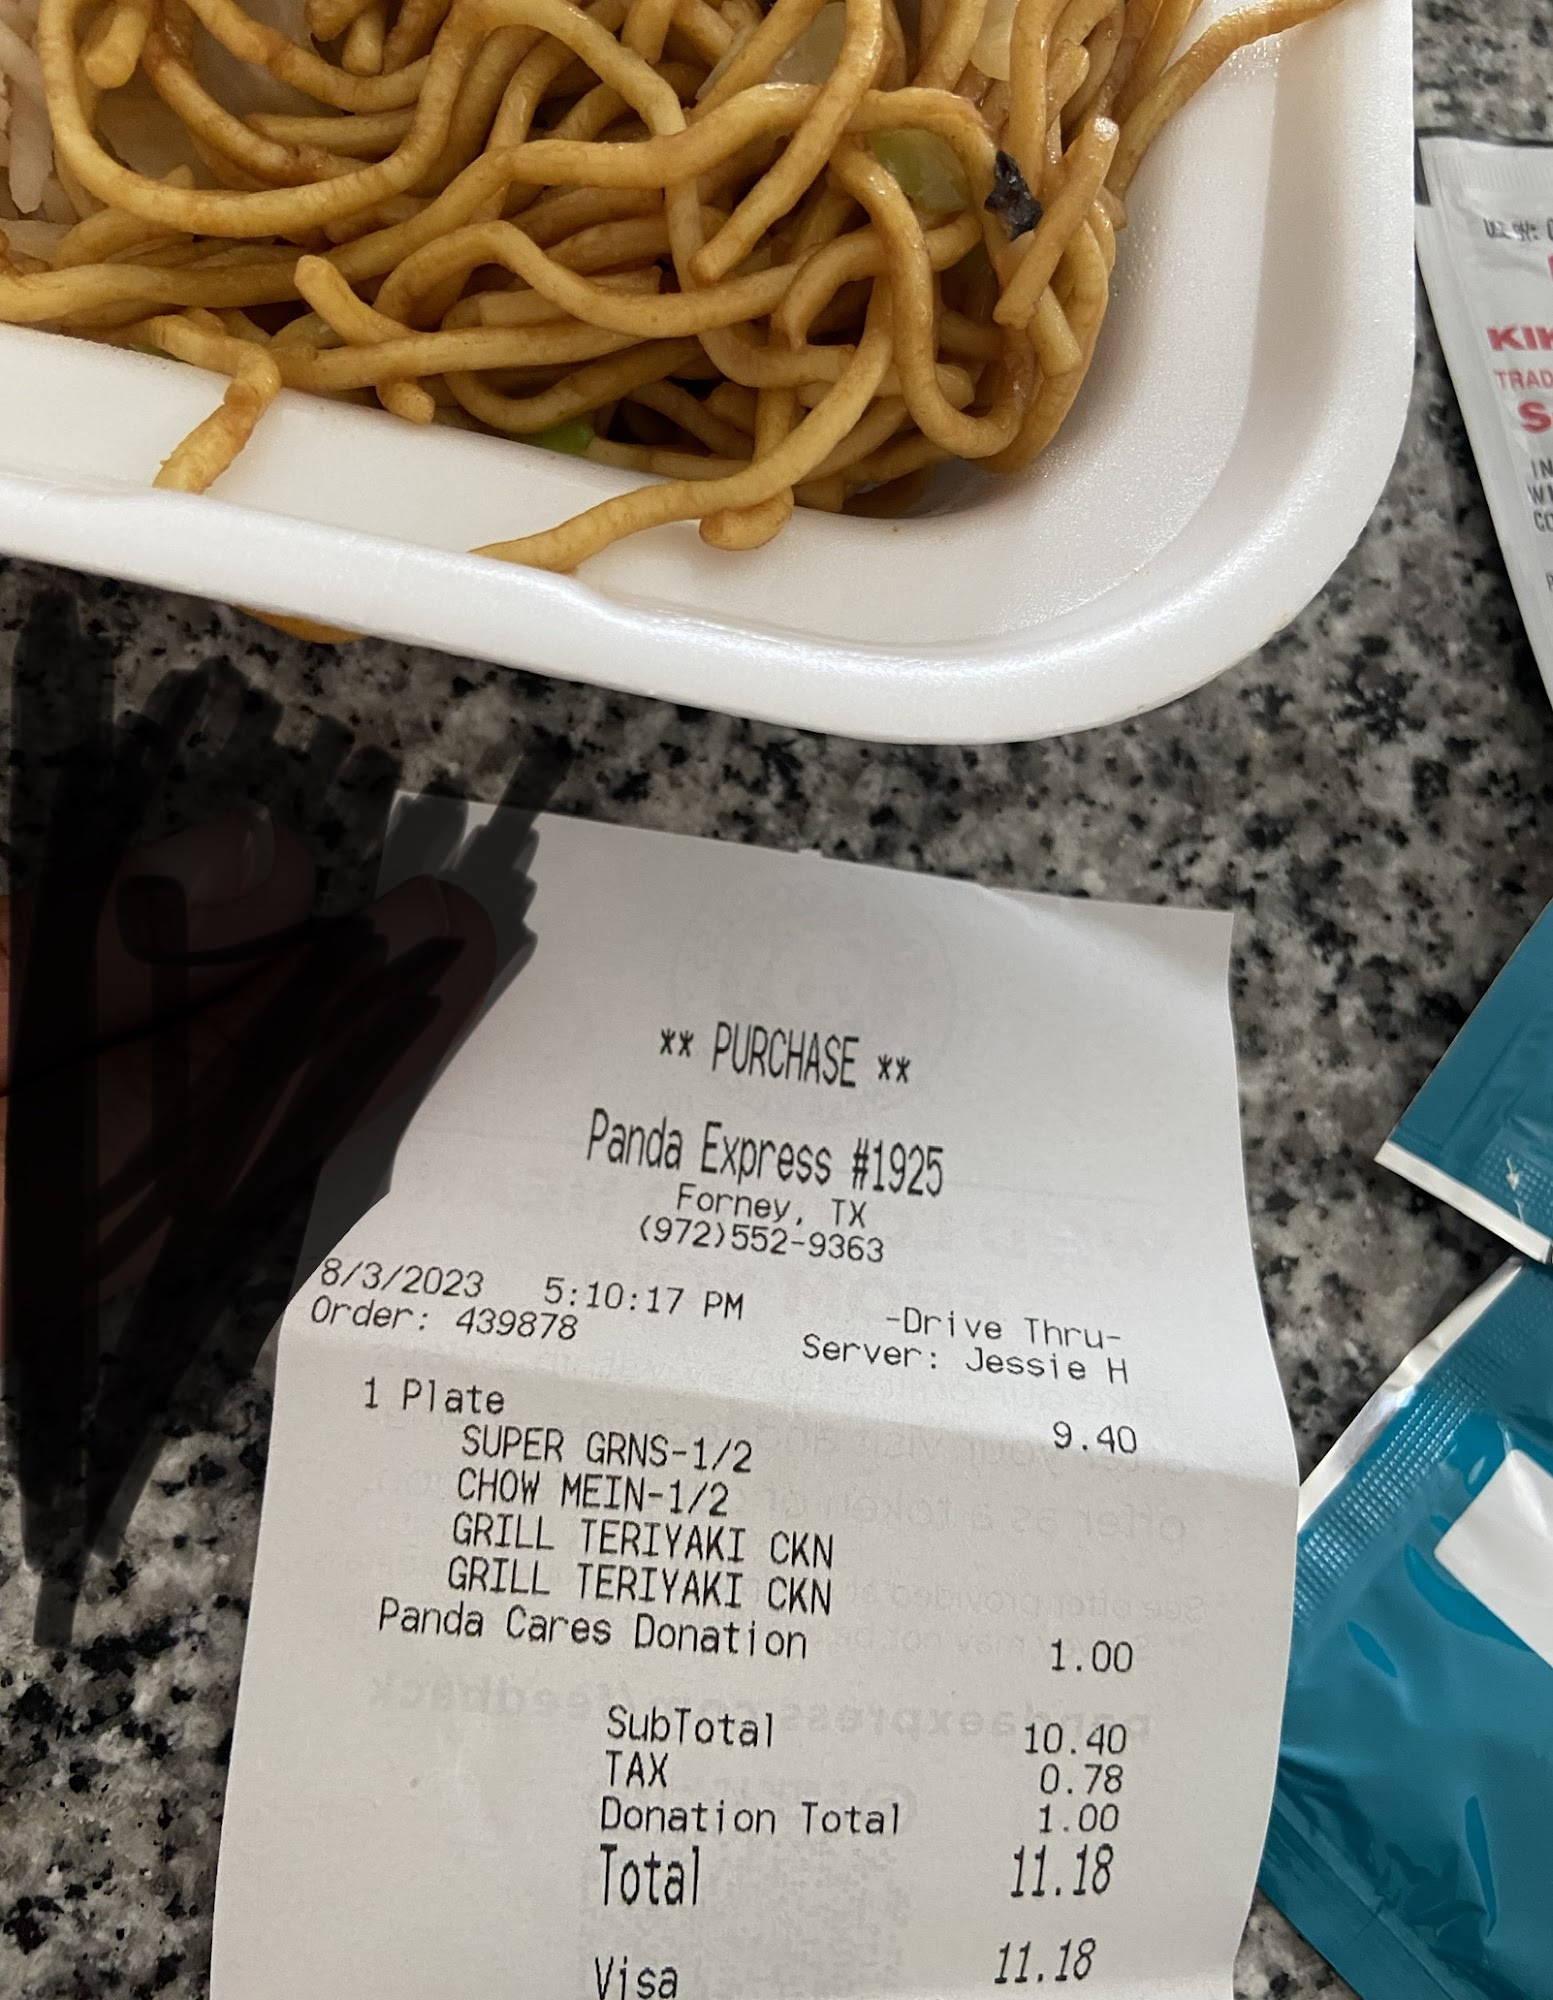 KIK
TRAD
S
IN
** PURCHASE **
Panda Express #1925
Forney, TX
(972)552-9363
8/3/2023 5:10:17 PM -Drive Thru-
Order: 439878 Server: Jessie H
1 Plate 9.40
SUPER GRNS-1/2
CHOW MEIN-1/2
GRILL TERIYAKI CKN
GRILL TERIYAKI CKN
Panda Cares Donation 1.00
SubTotal 10.40
TAX 0.78
Donation Total 1.00
Total 11.18
Visa 11.18